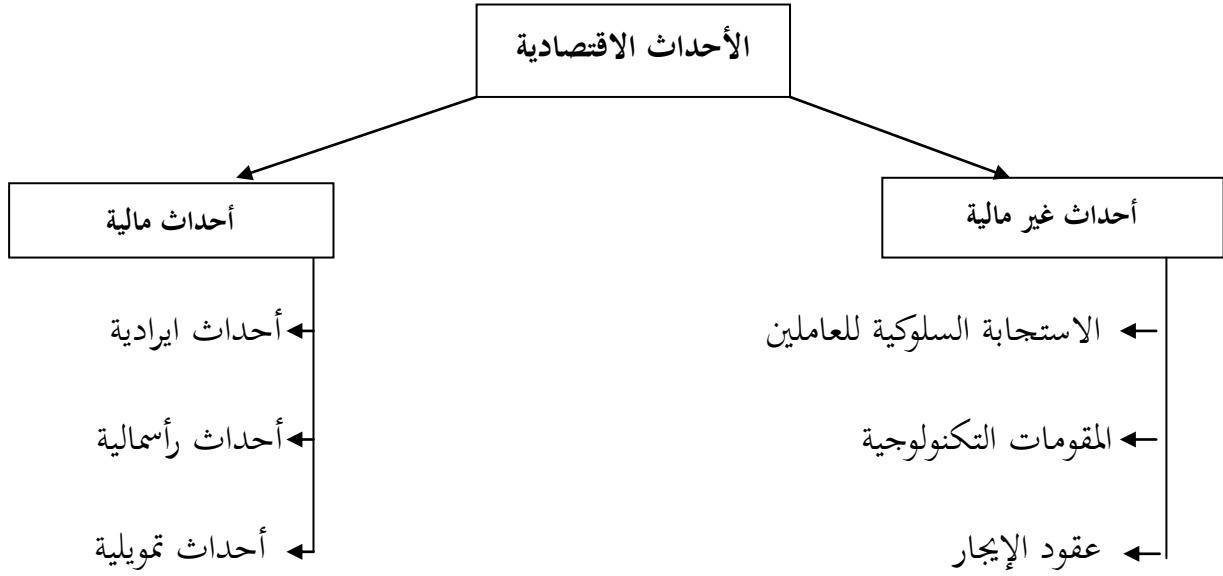 الأحداث الاقتصادية
أحداث غير مالية
أحداث مالية
الاستجابة السلوكية للعاملين
أحداث ايرادية
المقومات التكنولوجية
أحداث رأسمالية
عقود الإيجار
أحداث تمويلية